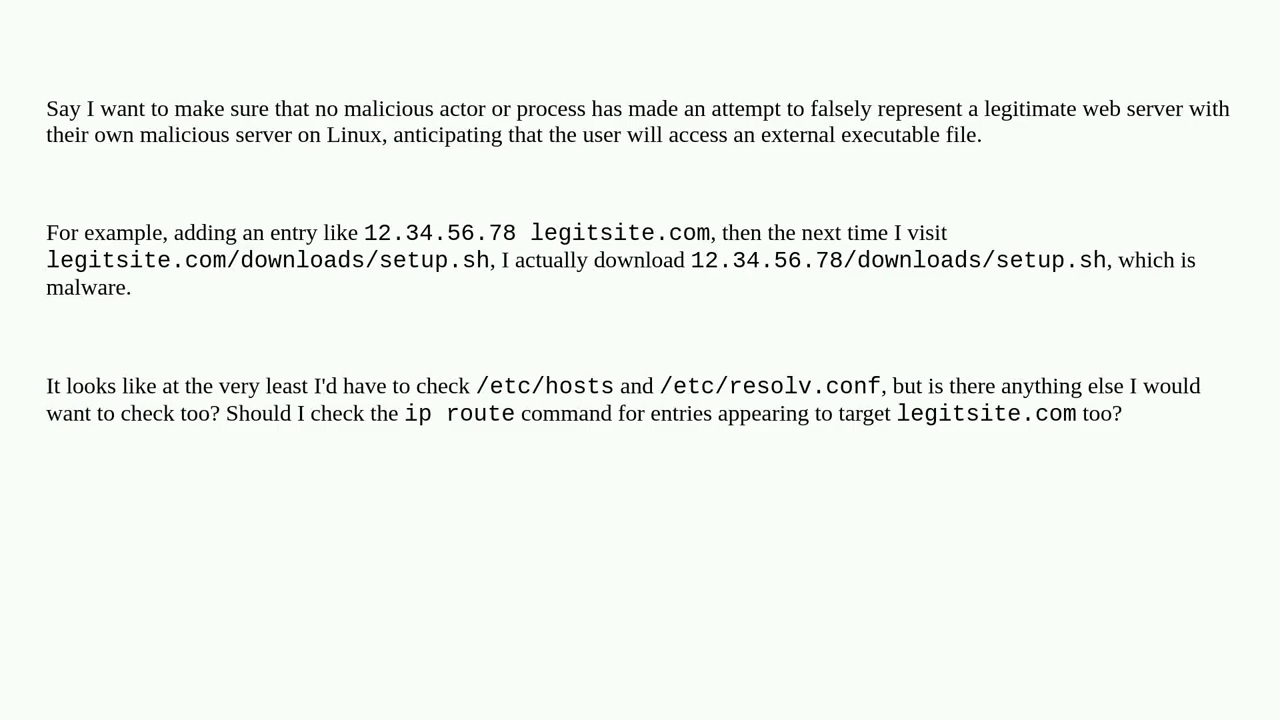 Say I want to make sure that no malicious actor or process has made an attempt to falsely represent a legitimate web server with
their own malicious server on Linux, anticipating that the user will access an external executable file.
For example, adding an entry like 12.34.56.78 legitsite.com, then the next time I visit
legitsite.com/downloads/setup.sh, I actually download 12.34.56.78/downloads/setup.sh, which is
malware.
It looks like at the very least I'd have to check /etc/hosts and /etc/resolv.conf, but is there anything else I would
want to check too? Should I check the ip route command for entries appearing to target legitsite.com too?